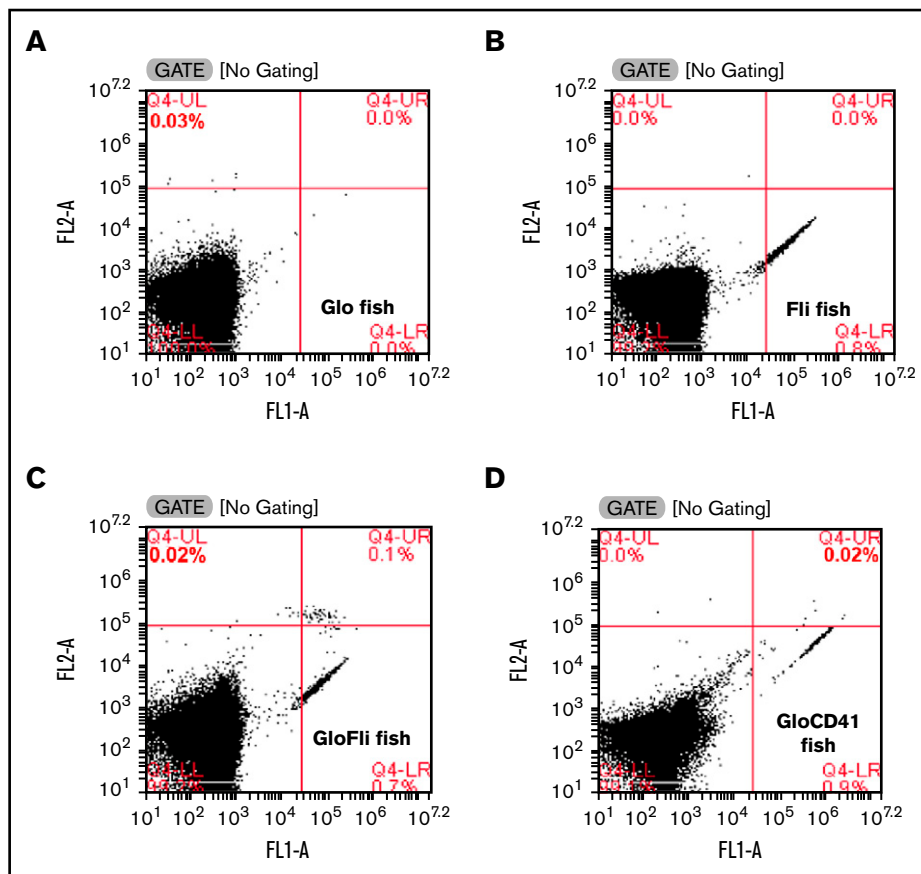 A
GATE [No Gating]
10^7.2
10^6
10^5
10^4
10^3
10^2
10^1
FL2-A
Q4-UL
0.03%
Q4-UR
0.0%
Glo fish
Q4-LL
Q4-LR
0.0%
10^1 10^2 10^3 10^4 10^5 10^6 10^7.2
FL1-A
B
GATE [No Gating]
10^7.2
10^6
10^5
10^4
10^3
10^2
10^1
FL2-A
Q4-UL
0.0%
Q4-UR
0.0%
Fli fish
Q4-LL
Q4-LR
0.8%
10^1 10^2 10^3 10^4 10^5 10^6 10^7.2
FL1-A
C
GATE [No Gating]
10^7.2
10^6
10^5
10^4
10^3
10^2
10^1
FL2-A
Q4-UL
0.02%
Q4-UR
0.1%
GloFli fish
Q4-LL
Q4-LR
0.7%
10^1 10^2 10^3 10^4 10^5 10^6 10^7.2
FL1-A
D
GATE [No Gating]
10^7.2
10^6
10^5
10^4
10^3
10^2
10^1
FL2-A
Q4-UL
0.0%
Q4-UR
0.02%
GloCD41
fish
Q4-LL
Q4-LR
0.9%
10^1 10^2 10^3 10^4 10^5 10^6 10^7.2
FL1-A